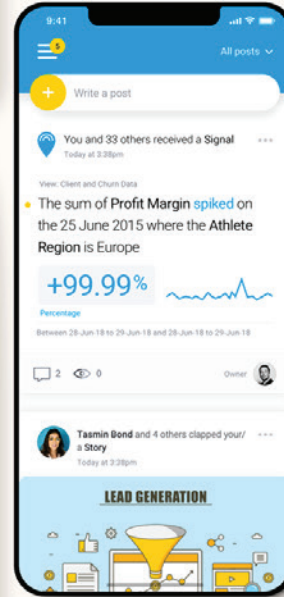 9:41
5
All posts
+ Write a post
You and 33 others received a Signal
Today at 3:38pm
View: Client and Churn Data
The sum of Profit Margin spiked on
the 25 June 2015 where the Athlete
Region is Europe
+99.99%
Percentage
Between 28-Jun-18 to 29-Jun-18 and 28-Jun-18 to 29-Jun-18
2 0 Owner
Tasmin Bond and 4 others clapped your/
a Story
Today at 3:38pm
LEAD GENERATION